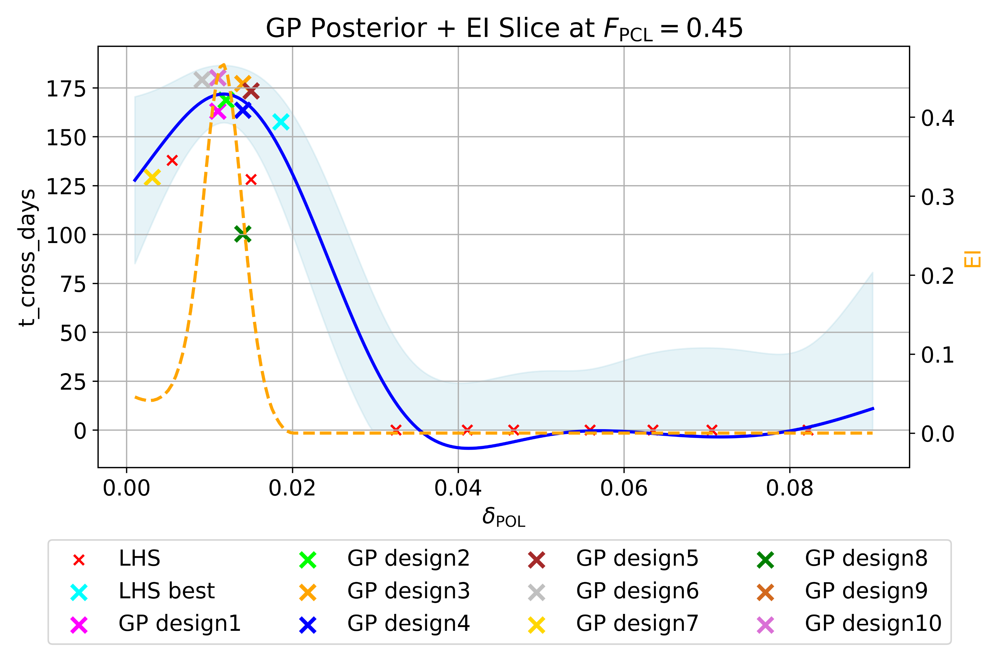 GP Posterior + EI Slice at F_PCL = 0.45
t_cross_days
175
150
125
100
75
50
25
0
0.4
0.3
0.2
0.1
0.0
EI
0.00 0.02 0.04 0.06 0.08
δ_POL
LHS GP design2 GP design5 GP design8
LHS best GP design3 GP design6 GP design9
GP design1 GP design4 GP design7 GP design10